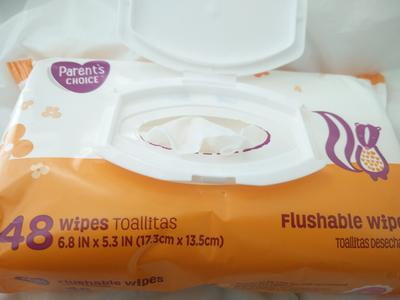 Parent's
CHOICE
48 wipes Toallitas
6.8 IN x 5.3 IN (17.3cm x 13.5cm)
Flushable wipe
Toallitas desecha
Flushable wipes